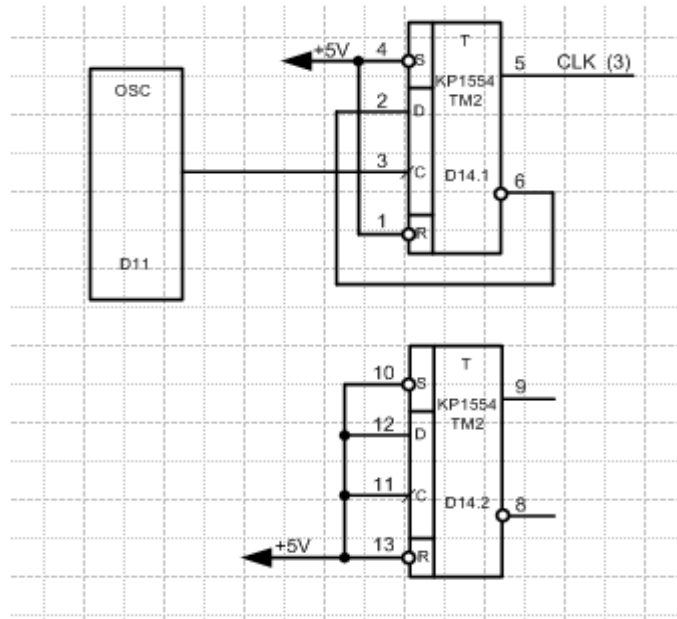 OSC
D11
+5V
4
2
3
1
S
D
C
R
T
KP1554
TM2
D14.1
5
CLK (3)
6
+5V
10
12
11
13
S
D
C
R
T
KP1554
TM2
D14.2
9
8